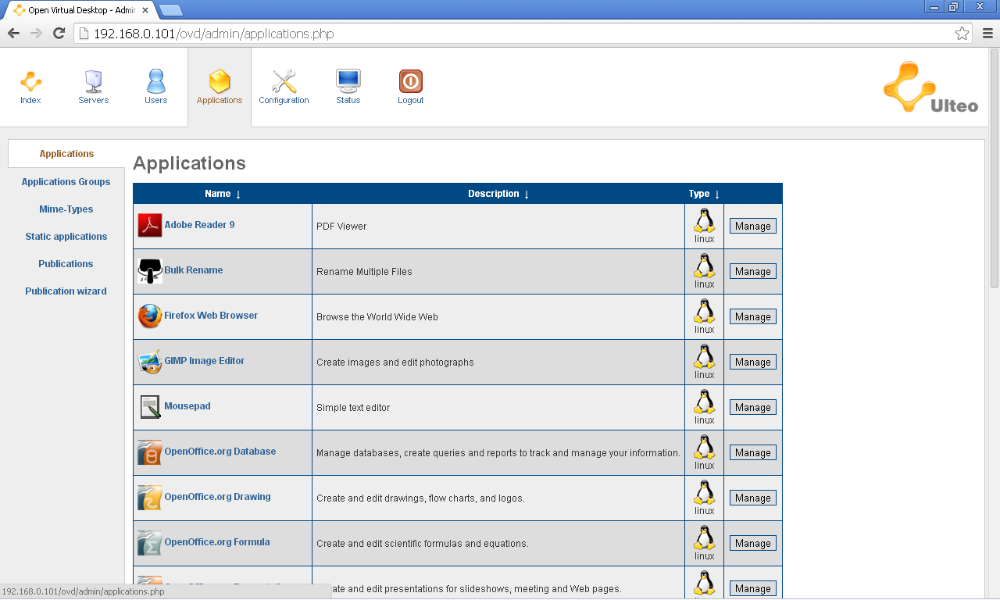 Open Virtual Desktop - Admin
192.168.0.101/ovd/admin/applications.php
Index
Servers
Users
Applications
Configuration
Status
Logout
Ulteo
Applications
Applications Groups
Mime-Types
Static applications
Publications
Publication wizard
Applications
Name ↓ Description ↓ Type ↓
Adobe Reader 9 PDF Viewer linux Manage
Bulk Rename Rename Multiple Files linux Manage
Firefox Web Browser Browse the World Wide Web linux Manage
GIMP Image Editor Create images and edit photographs linux Manage
Mousepad Simple text editor linux Manage
OpenOffice.org Database Manage databases, create queries and reports to track and manage your information. linux Manage
OpenOffice.org Drawing Create and edit drawings, flow charts, and logos. linux Manage
OpenOffice.org Formula Create and edit scientific formulas and equations. linux Manage
and edit presentations for slideshows, meeting and Web pages. Manage
192.168.0.101/ovd/admin/applications.php